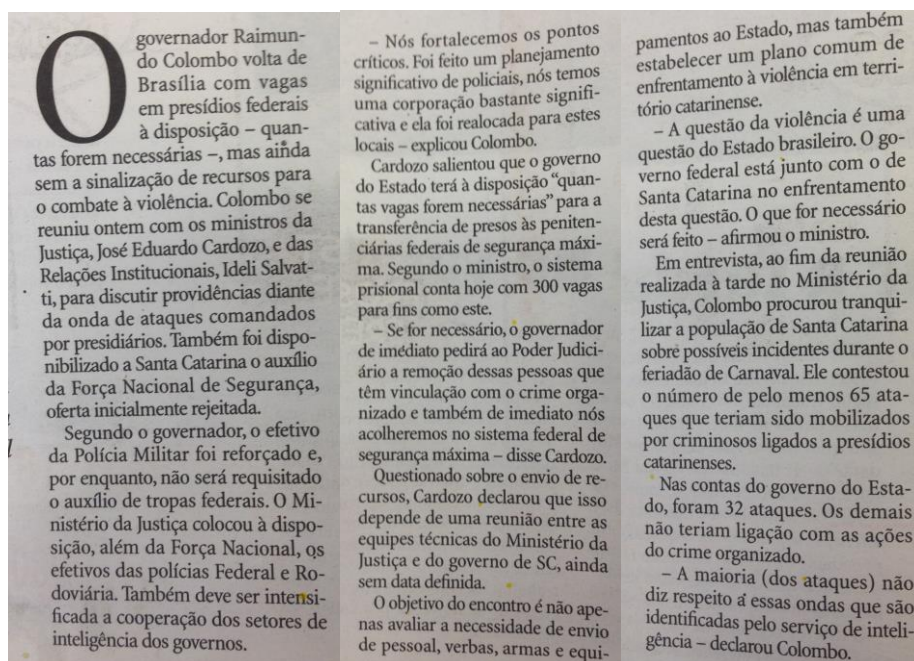 O governador Raimun-
do Colombo volta de
Brasília com vagas
em presídios federais
à disposição – quan-
tas forem necessárias –, mas ainda
sem a sinalização de recursos para
o combate à violência. Colombo se
reuniu ontem com os ministros da
Justiça, José Eduardo Cardozo, e das
Relações Institucionais, Ideli Salvat-
ti, para discutir providências diante
da onda de ataques comandados
por presidiários. Também foi dispo-
nibilizado a Santa Catarina o auxílio
da Força Nacional de Segurança,
oferta inicialmente rejeitada.
Segundo o governador, o efetivo
da Polícia Militar foi reforçado e,
por enquanto, não será requisitado
o auxílio de tropas federais. O Mi-
nistério da Justiça colocou à dispo-
sição, além da Força Nacional, os
efetivos das polícias Federal e Ro-
doviária. Também deve ser intensi-
ficada a cooperação dos setores de
inteligência dos governos.
– Nós fortalecemos os pontos
críticos. Foi feito um planejamento
significativo de policiais, nós temos
uma corporação bastante signifi-
cativa e ela foi realocada para estes
locais – explicou Colombo.
Cardozo salientou que o governo
do Estado terá à disposição “quan-
tas vagas forem necessárias” para a
transferência de presos às peniten-
ciárias federais de segurança máxi-
ma. Segundo o ministro, o sistema
prisional conta hoje com 300 vagas
para fins como este.
– Se for necessário, o governador
de imediato pedirá ao Poder Judici-
ário a remoção dessas pessoas que
têm vinculação com o crime orga-
nizado e também de imediato nós
acolheremos no sistema federal de
segurança máxima – disse Cardozo.
Questionado sobre o envio de re-
cursos, Cardozo declarou que isso
depende de uma reunião entre as
equipes técnicas do Ministério da
Justiça e do governo de SC, ainda
sem data definida.
O objetivo do encontro é não ape-
nas avaliar a necessidade de envio
de pessoal, verbas, armas e equi-
pamentos ao Estado, mas também
estabelecer um plano comum de
enfrentamento à violência em terri-
tório catarinense.
– A questão da violência é uma
questão do Estado brasileiro. O go-
verno federal está junto com o de
Santa Catarina no enfrentamento
desta questão. O que for necessário
será feito – afirmou o ministro.
Em entrevista, ao fim da reunião
realizada à tarde no Ministério da
Justiça, Colombo procurou tranqui-
lizar a população de Santa Catarina
sobre possíveis incidentes durante o
feriadão de Carnaval. Ele contestou
o número de pelo menos 65 ata-
ques que teriam sido mobilizados
por criminosos ligados a presídios
catarinenses.
Nas contas do governo do Esta-
do, foram 32 ataques. Os demais
não teriam ligação com as ações
do crime organizado.
– A maioria (dos ataques) não
diz respeito a essas ondas que são
identificadas pelo serviço de inteli-
gência – declarou Colombo.